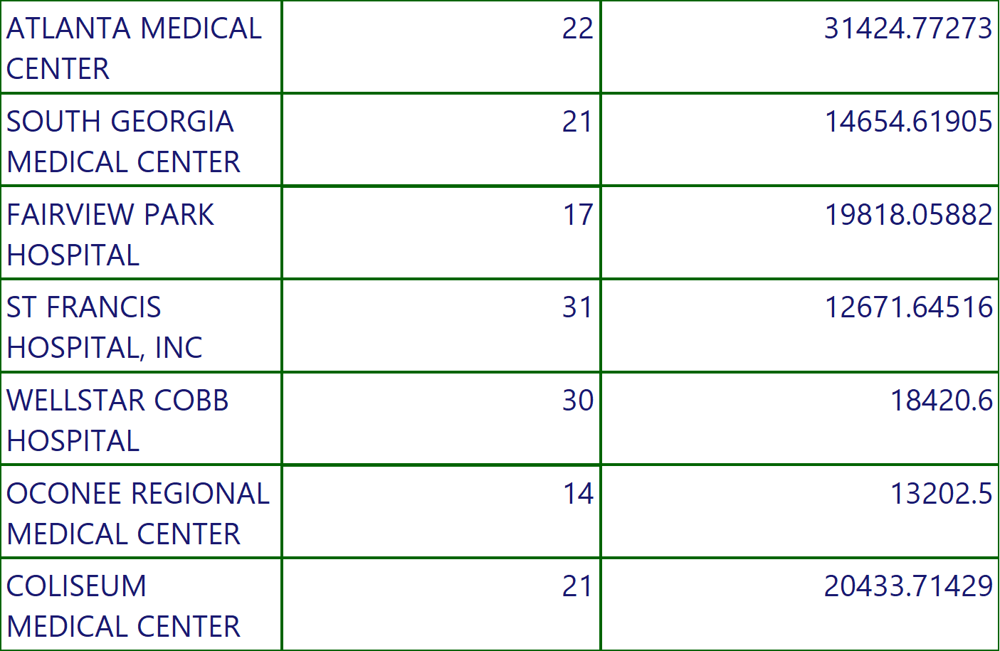 ATLANTA MEDICAL 22 31424.77273
CENTER
SOUTH GEORGIA 21 14654.61905
MEDICAL CENTER
FAIRVIEW PARK 17 19818.05882
HOSPITAL
ST FRANCIS 31 12671.64516
HOSPITAL, INC
WELLSTAR COBB 30 18420.6
HOSPITAL
OCONEE REGIONAL 14 13202.5
MEDICAL CENTER
COLISEUM 21 20433.71429
MEDICAL CENTER